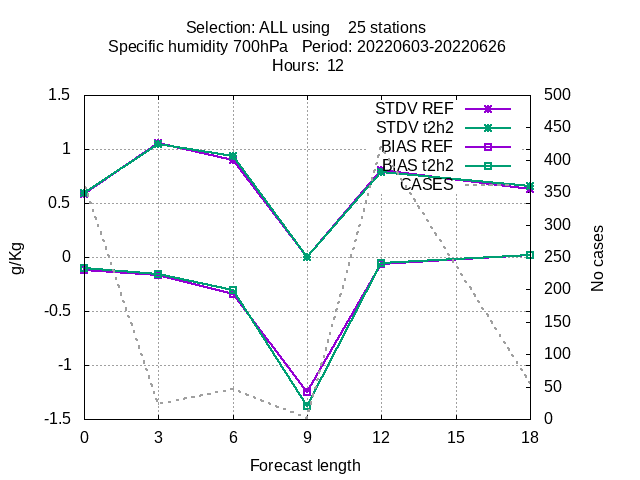 Selection: ALL using 25 stations
Specific humidity 700hPa Period: 20220603-20220626
Hours: 12
1.5
1
0.5
0
-0.5
-1
-1.5
g/Kg
STDV REF
STDV t2h2
BIAS REF
BIAS t2h2
CASES
500
450
400
350
300
250
200
150
100
50
0
No cases
0 3 6 9 12 15 18
Forecast length